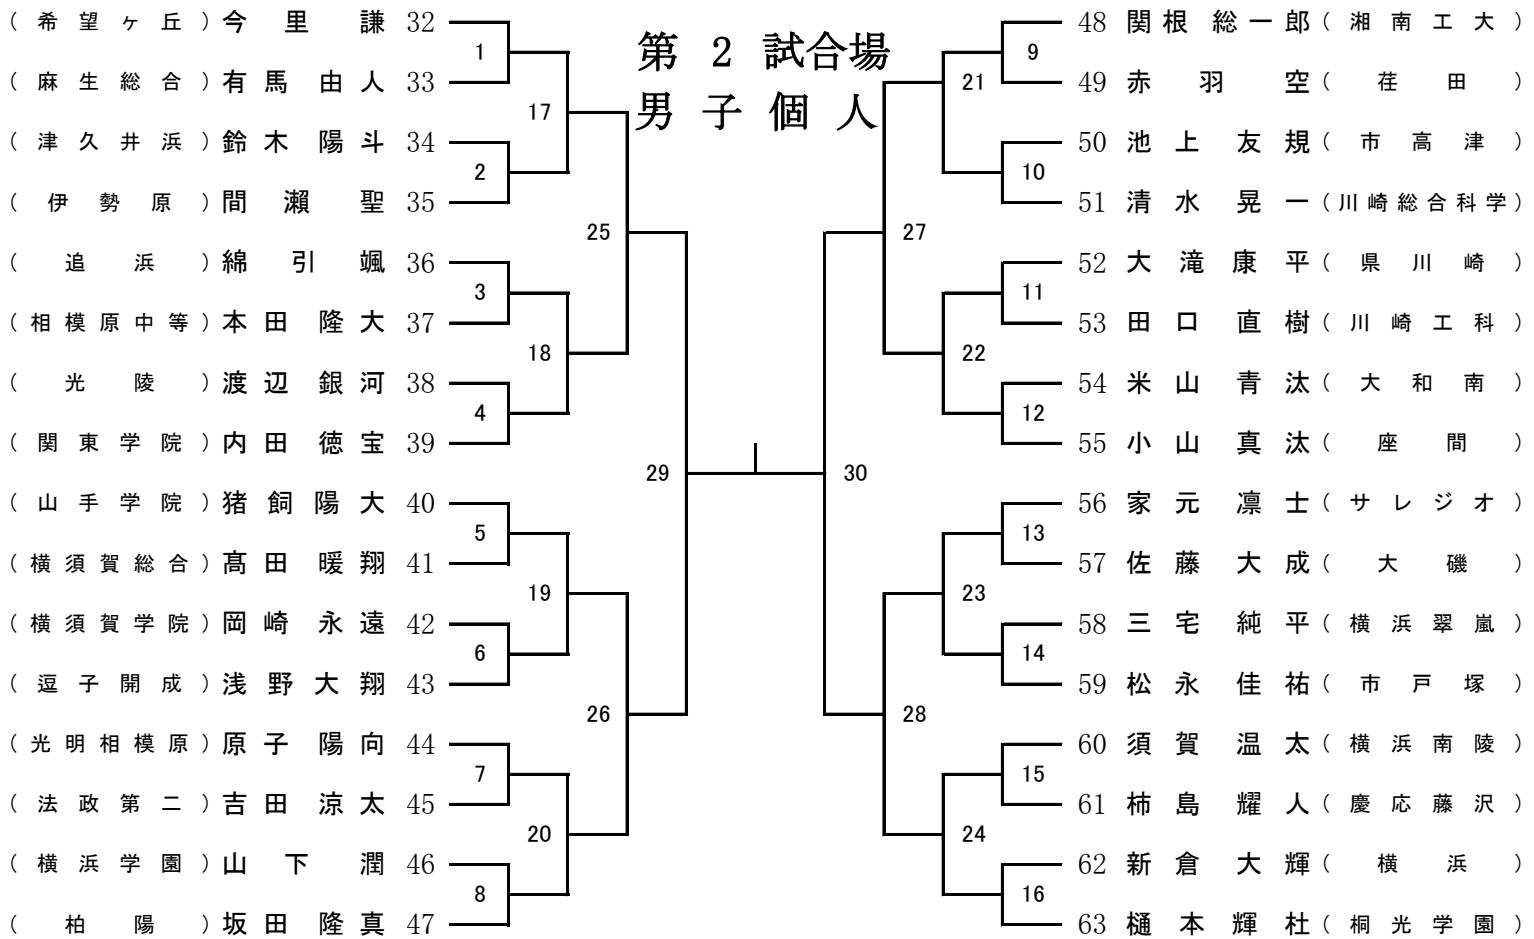 第2試合場
男子個人
(希望ヶ丘) 今里謙 32
(麻生総合) 有馬由人 33
(津久井浜) 鈴木陽斗 34
(伊勢原) 間瀬聖 35
(追浜) 綿引颯 36
(相模原中等) 本田隆大 37
(光陵) 渡辺銀河 38
(関東学院) 内田徳宝 39
(山手学院) 猪飼陽大 40
(横須賀総合) 髙田暖翔 41
(横須賀学院) 岡崎永遠 42
(逗子開成) 浅野大翔 43
(光明相模原) 原子陽向 44
(法政第二) 吉田涼太 45
(横浜学園) 山下潤 46
(柏陽) 坂田隆真 47
1
2
3
4
5
6
7
8
17
18
19
20
25
26
29
30
27
28
21
22
23
24
9
10
11
12
13
14
15
16
48 関根総一郎 (湘南工大)
49 赤羽空 (荏田)
50 池上友規 (市高津)
51 清水晃一 (川崎総合科学)
52 大滝康平 (県川崎)
53 田口直樹 (川崎工科)
54 米山青汰 (大和南)
55 小山真汰 (座間)
56 家元凛士 (サレジオ)
57 佐藤大成 (大磯)
58 三宅純平 (横浜翠嵐)
59 松永佳祐 (市戸塚)
60 須賀温太 (横浜南陵)
61 柿島耀人 (慶応藤沢)
62 新倉大輝 (横浜)
63 樋本輝杜 (桐光学園)